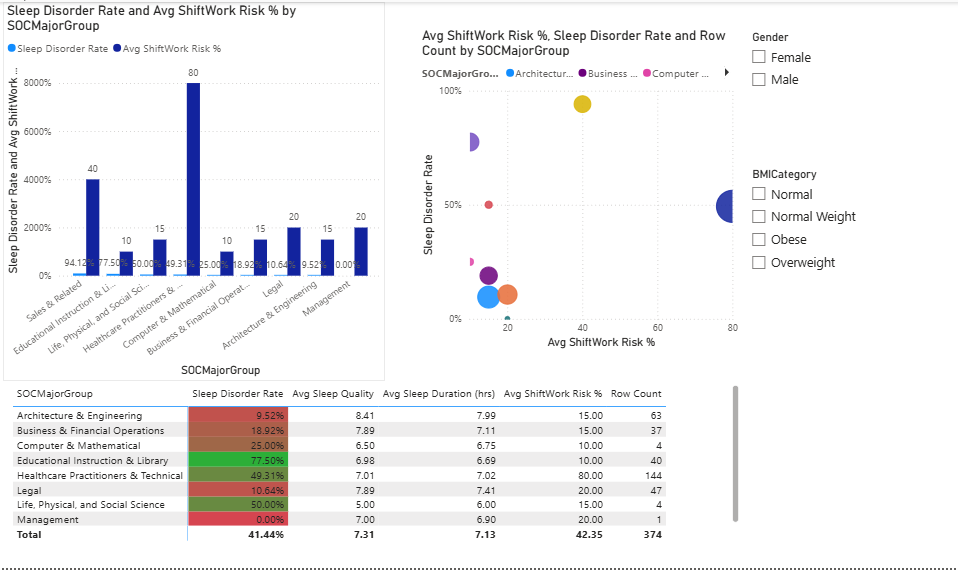 Sleep Disorder Rate and Avg ShiftWork Risk % by
SOCMajorGroup
Sleep Disorder Rate Avg ShiftWork Risk %
Sleep Disorder Rate and Avg ShiftWork
8000%
6000%
4000%
2000%
0%
40
10
15
80
10
15
20
15
20
94.12%
77.50%
50.00%
49.31%
25.00%
18.92%
10.64%
9.52%
0.00%
Sales & Related
Educational Instruction & Li...
Life, Physical, and Social Sci...
Healthcare Practitioners & ...
Computer & Mathematical
Business & Financial Operat...
Legal
Architecture & Engineering
Management
SOCMajorGroup
Avg ShiftWork Risk %, Sleep Disorder Rate and Row
Count by SOCMajorGroup
SOCMajorGro... Architectur... Business ... Computer ...
Sleep Disorder Rate
100%
50%
0%
20 40 60 80
Avg ShiftWork Risk %
Gender
Female
Male
BMICategory
Normal
Normal Weight
Obese
Overweight
SOCMajorGroup Sleep Disorder Rate Avg Sleep Quality Avg Sleep Duration (hrs) Avg ShiftWork Risk % Row Count
Architecture & Engineering 9.52% 8.41 7.99 15.00 63
Business & Financial Operations 18.92% 7.89 7.11 15.00 37
Computer & Mathematical 25.00% 6.50 6.75 10.00 4
Educational Instruction & Library 77.50% 6.98 6.69 10.00 40
Healthcare Practitioners & Technical 49.31% 7.01 7.02 80.00 144
Legal 10.64% 7.89 7.41 20.00 47
Life, Physical, and Social Science 50.00% 5.00 6.00 15.00 4
Management 0.00% 7.00 6.90 20.00 1
Total 41.44% 7.31 7.13 42.35 374